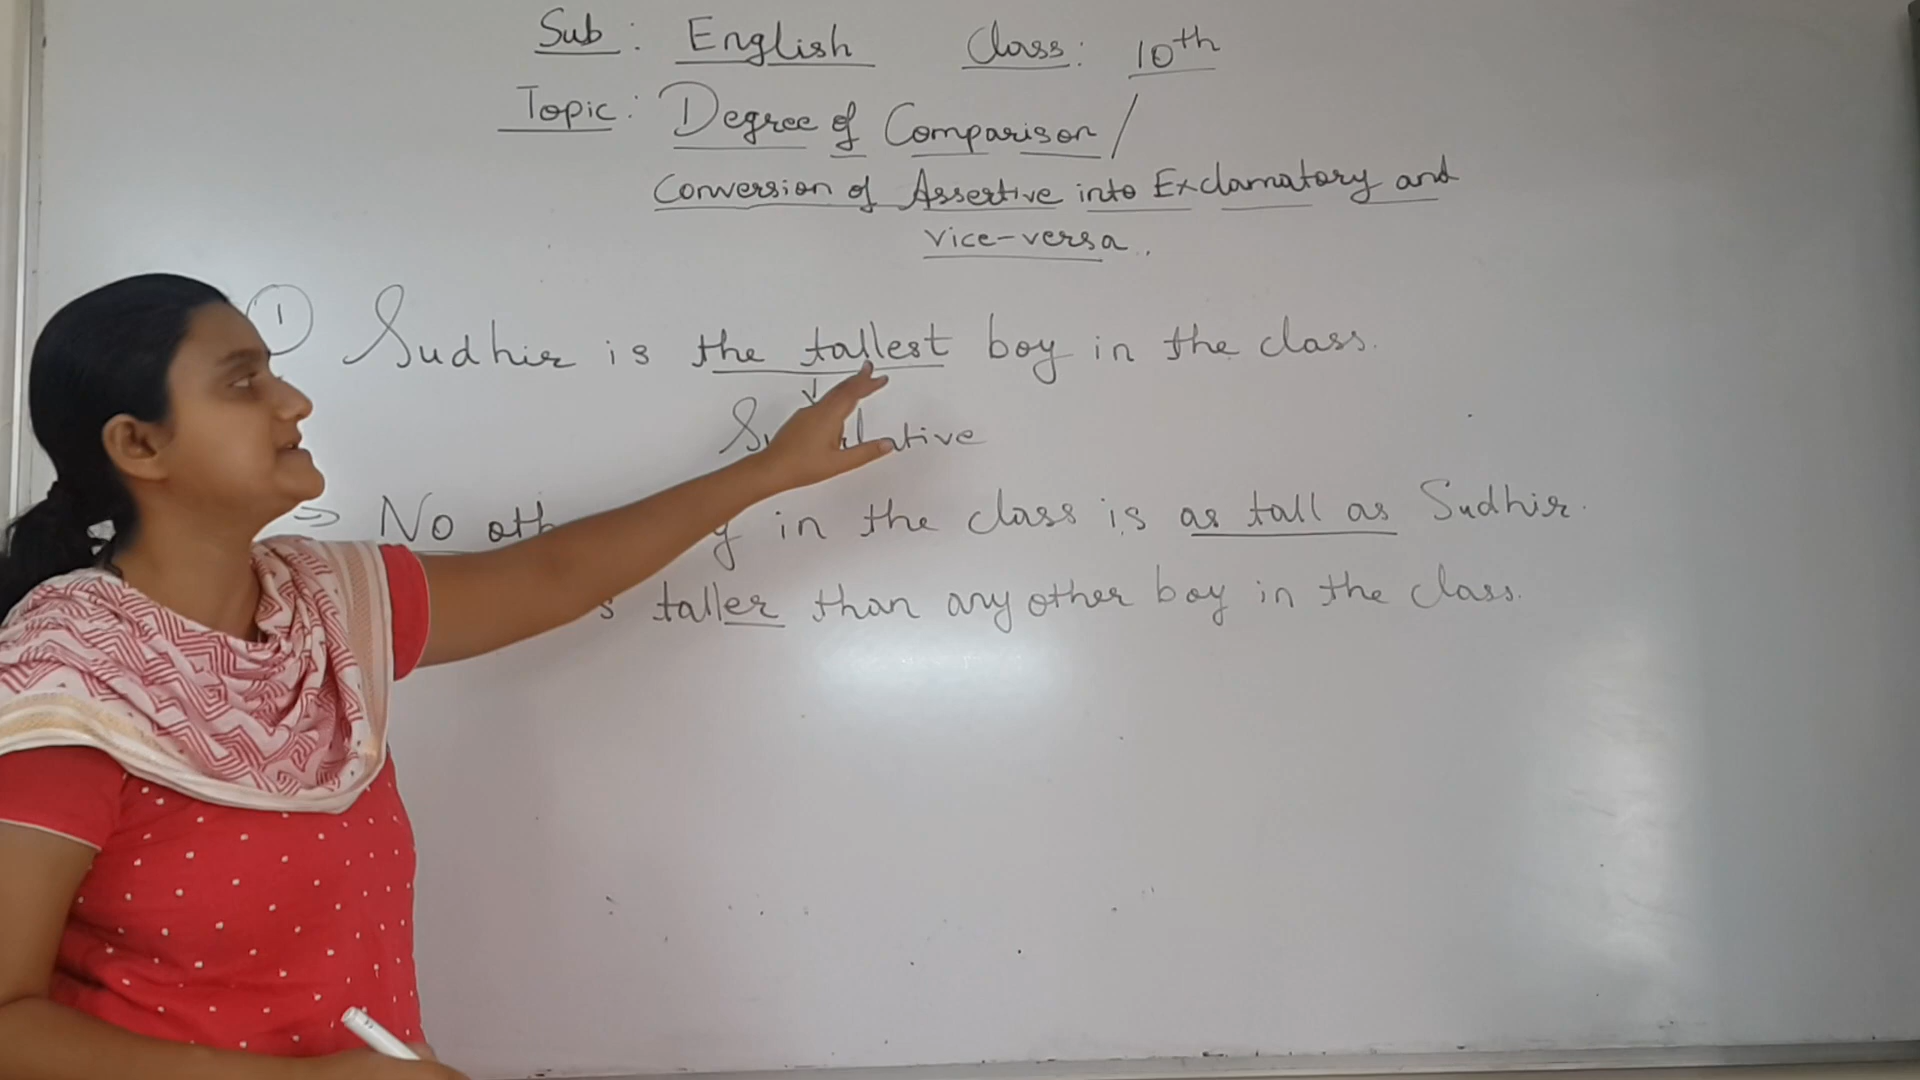 Sub : English Class : 10th
Topic : Degree of Comparison /
Conversion of Assertive into Exclamatory and
vice-versa.
① Sudhir is the tallest boy in the class.
↓
⇒ No in the class is as tall as Sudhir.
taller than any other boy in the class.